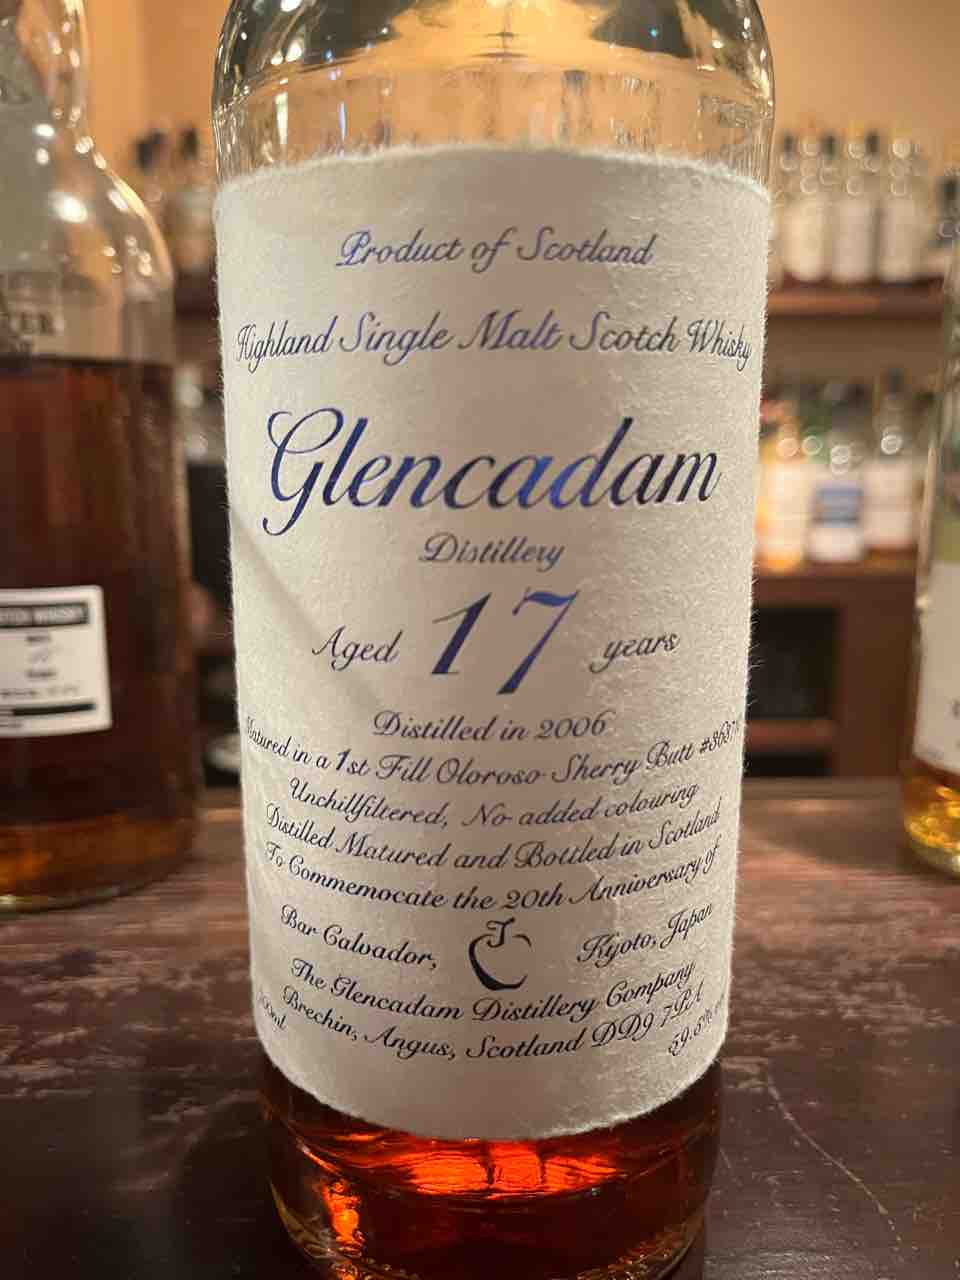 Product of Scotland
Highland Single Malt Scotch Whisky
Glencadam
Distillery
Aged 17 years
Distilled in 2006
Matured in a 1st Fill Oloroso Sherry Butt
Unchillfiltered, No added colouring
Distilled Matured and Bottled in Scotland
To Commemocate the 20th Anniversary of
Bar Calvador, Kyoto, Japan
The Glencadam Distillery Company
Brechin, Angus, Scotland DD9 7PA